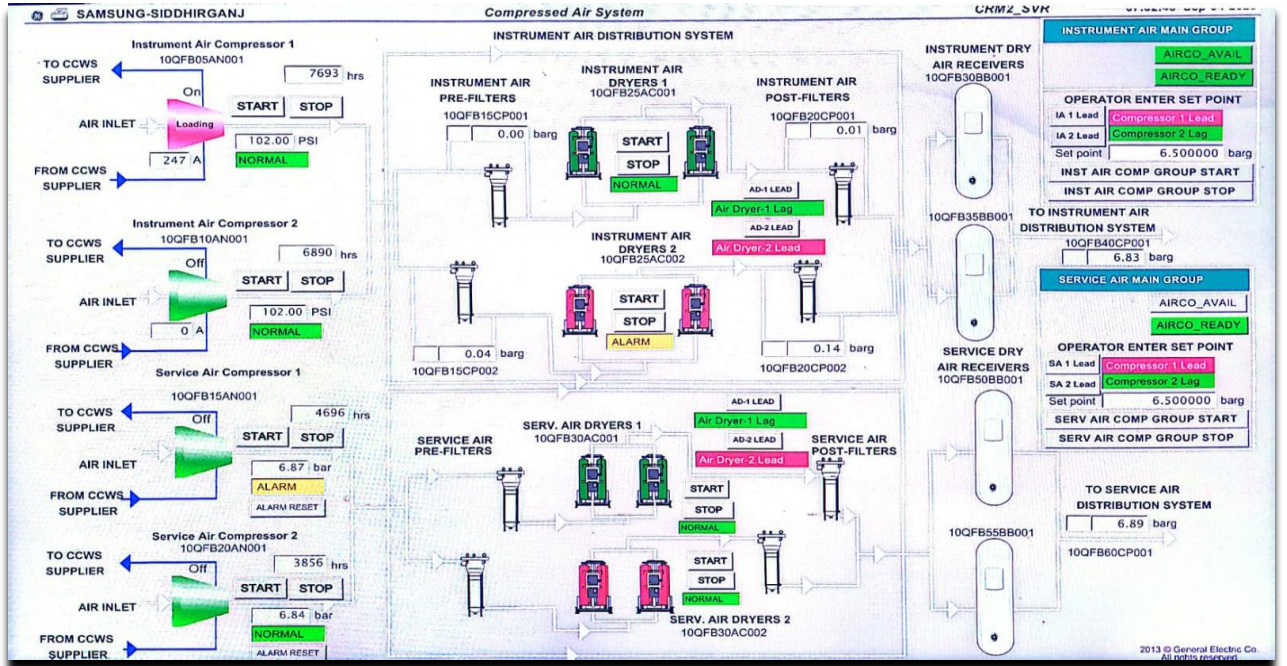 SAMSUNG-SIDDHIRGANJ
Compressed Air System
CRM2_SVR
Instrument Air Compressor 1
10QFB05AN001
7693 hrs
TO CCWS
SUPPLIER
On
START STOP
AIR INLET
Loading
102.00 PSI
NORMAL
247 A
FROM CCWS
SUPPLIER
Instrument Air Compressor 2
10QFB10AN001
6890 hrs
TO CCWS
SUPPLIER
Off
START STOP
AIR INLET
102.00 PSI
0 A
NORMAL
FROM CCWS
SUPPLIER
Service Air Compressor 1
10QFB15AN001
4696 hrs
TO CCWS
SUPPLIER
Off
START STOP
AIR INLET
6.87 bar
ALARM
FROM CCWS
SUPPLIER
ALARM RESET
Service Air Compressor 2
10QFB20AN001
3856 hrs
TO CCWS
SUPPLIER
Off
START STOP
AIR INLET
6.84 bar
NORMAL
FROM CCWS
SUPPLIER
ALARM RESET
INSTRUMENT AIR DISTRIBUTION SYSTEM
INSTRUMENT AIR
PRE-FILTERS
10QFB15CP001
0.00 barg
INSTRUMENT AIR
DRYERS 1
10QFB25AC001
START
STOP
NORMAL
INSTRUMENT AIR
POST-FILTERS
10QFB20CP001
0.01 barg
AD-1 LEAD
Air Dryer-1 Lag
AD-2 LEAD
Air Dryer-2 Lead
INSTRUMENT AIR
DRYERS 2
10QFB25AC002
START
STOP
ALARM
0.04 barg
10QFB15CP002
0.14 barg
10QFB20CP002
AD-1 LEAD
Air Dryer-1 Lag
AD-2 LEAD
Air Dryer-2 Lead
SERVICE AIR
PRE-FILTERS
SERV. AIR DRYERS 1
10QFB30AC001
START
STOP
NORMAL
SERVICE AIR
POST-FILTERS
START
STOP
NORMAL
SERV. AIR DRYERS 2
10QFB30AC002
INSTRUMENT DRY
AIR RECEIVERS
10QFB30BB001
10QFB35BB001
TO INSTRUMENT AIR
DISTRIBUTION SYSTEM
10QFB40CP001
6.83 barg
SERVICE DRY
AIR RECEIVERS
10QFB50BB001
10QFB55BB001
TO SERVICE AIR
DISTRIBUTION SYSTEM
6.89 barg
10QFB60CP001
INSTRUMENT AIR MAIN GROUP
AIRCO_AVAIL
AIRCO_READY
OPERATOR ENTER SET POINT
IA 1 Lead Compressor 1 Lead
IA 2 Lead Compressor 2 Lag
Set point 6.500000 barg
INST AIR COMP GROUP START
INST AIR COMP GROUP STOP
SERVICE AIR MAIN GROUP
AIRCO_AVAIL
AIRCO_READY
OPERATOR ENTER SET POINT
SA 1 Lead Compressor 1 Lead
SA 2 Lead Compressor 2 Lag
Set point 6.500000 barg
SERV AIR COMP GROUP START
SERV AIR COMP GROUP STOP
2013 © General Electric Co.
All rights reserved